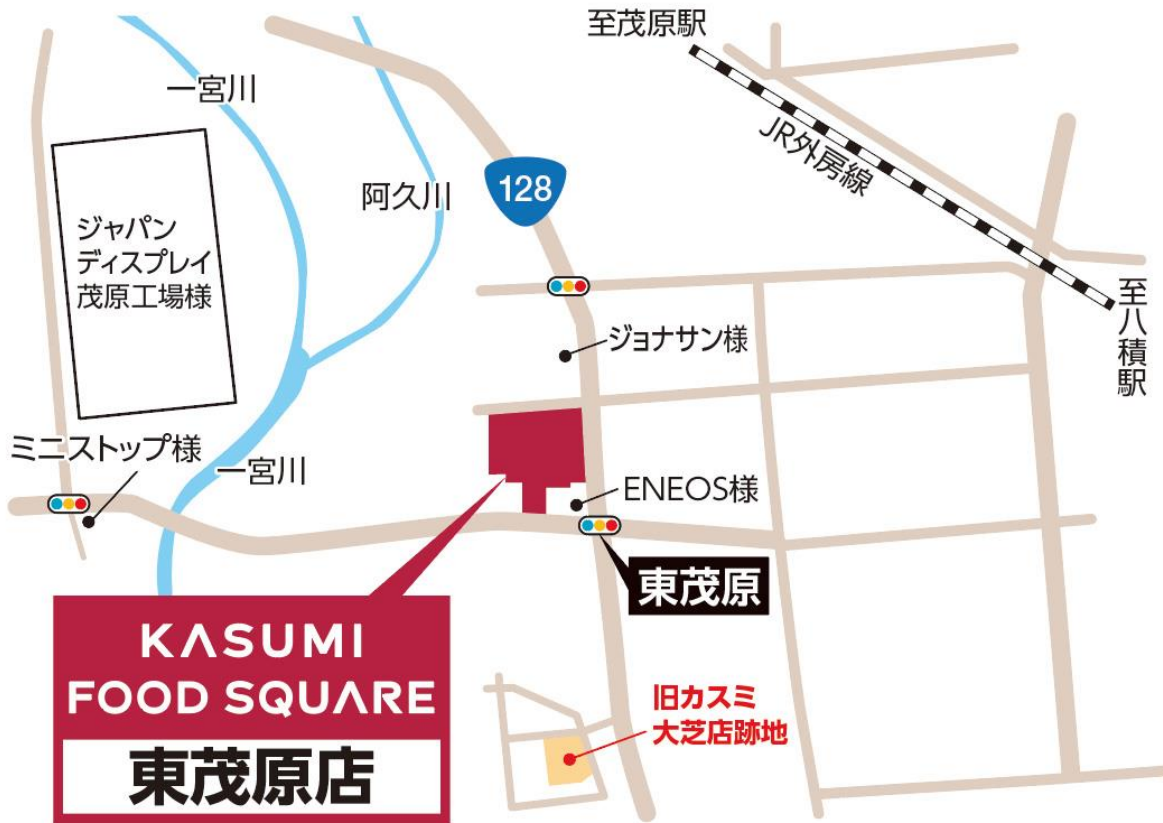 至茂原駅
一宮川
JR外房線
128
阿久川
ジャパン
ディスプレイ
茂原工場様
至八積駅
ジョナサン様
ミニストップ様
一宮川
ENEOS様
東茂原
KASUMI
FOOD SQUARE
東茂原店
旧カスミ
大芝店跡地